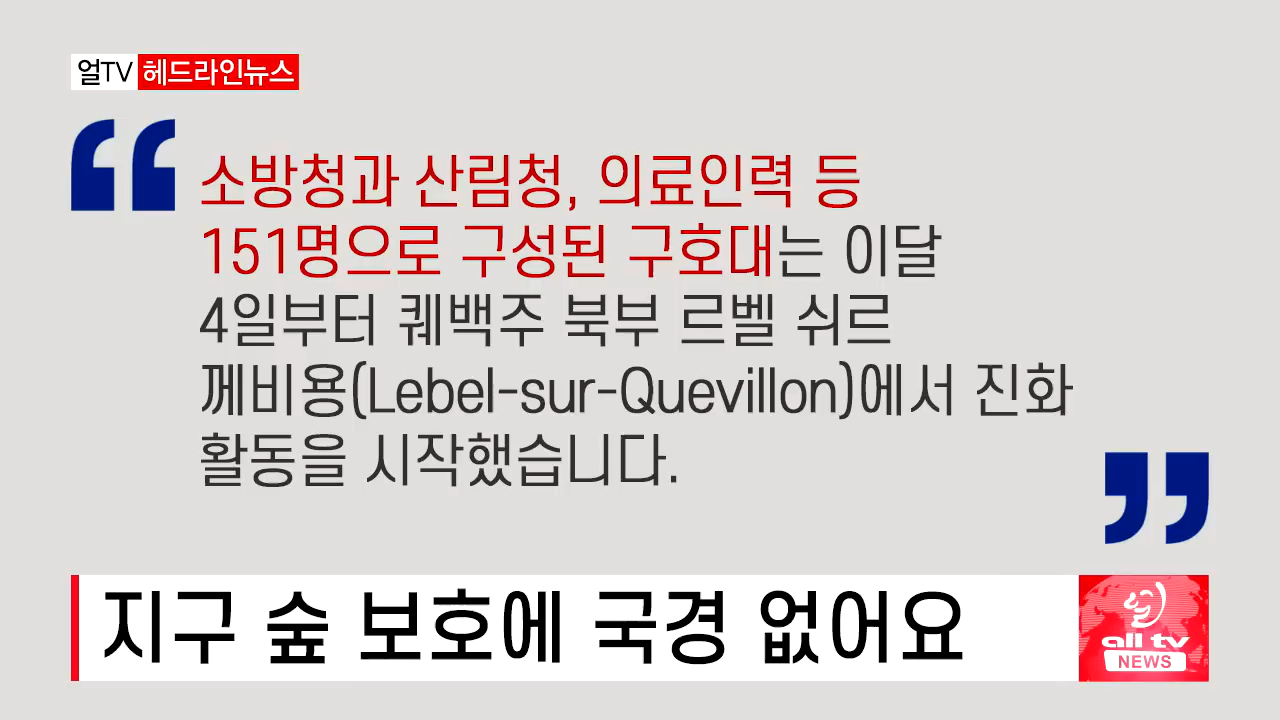 얼TV 헤드라인뉴스
소방청과 산림청, 의료인력 등
151명으로 구성된 구호대는 이달
4일부터 퀘백주 북부 르벨 쉬르
께비용(Lebel-sur-Quevillon)에서 진화
활동을 시작했습니다.
지구 숲 보호에 국경 없어요
all tv
NEWS